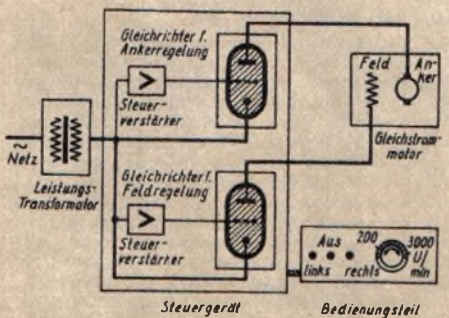 Gleichrichter f.
Ankerregelung
Steuer-
verstärker
Feld
An-
ker
Gleichstrom-
motor
~
Netz
Leistungs-
Transformator
Gleichrichter f.
Feldregelung
Steuer-
verstärker
Aus
200
3000
U/
min
links
rechts
Steuergerät
Bedienungsteil